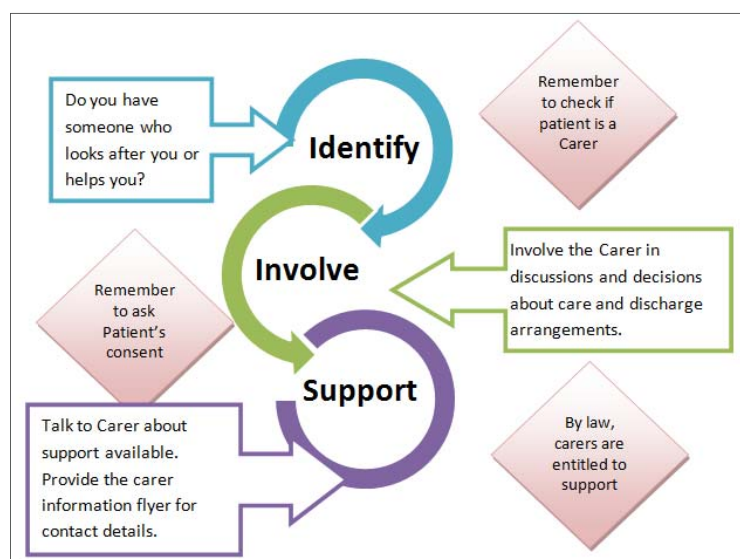 Do you have
someone who
looks after you or
helps you?
Identify
Remember
to check if
patient is a
Carer
Involve
Involve the Carer in
discussions and decisions
about care and discharge
arrangements.
Remember
to ask
Patient's
consent
Support
Talk to Carer about
support available.
Provide the carer
information flyer for
contact details.
By law,
carers are
entitled to
support